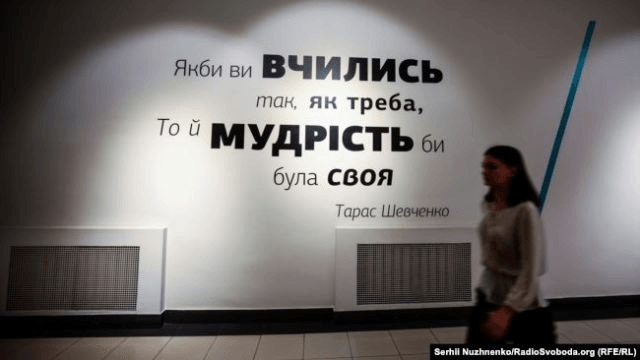 Якби ви ВЧИЛИСЬ
так, як треба,
То й МУДРІСТЬ би
була СВОЯ
Тарас Шевченко
Serhii Nuzhnenko/RadioSvoboda.org (RFE/RL)